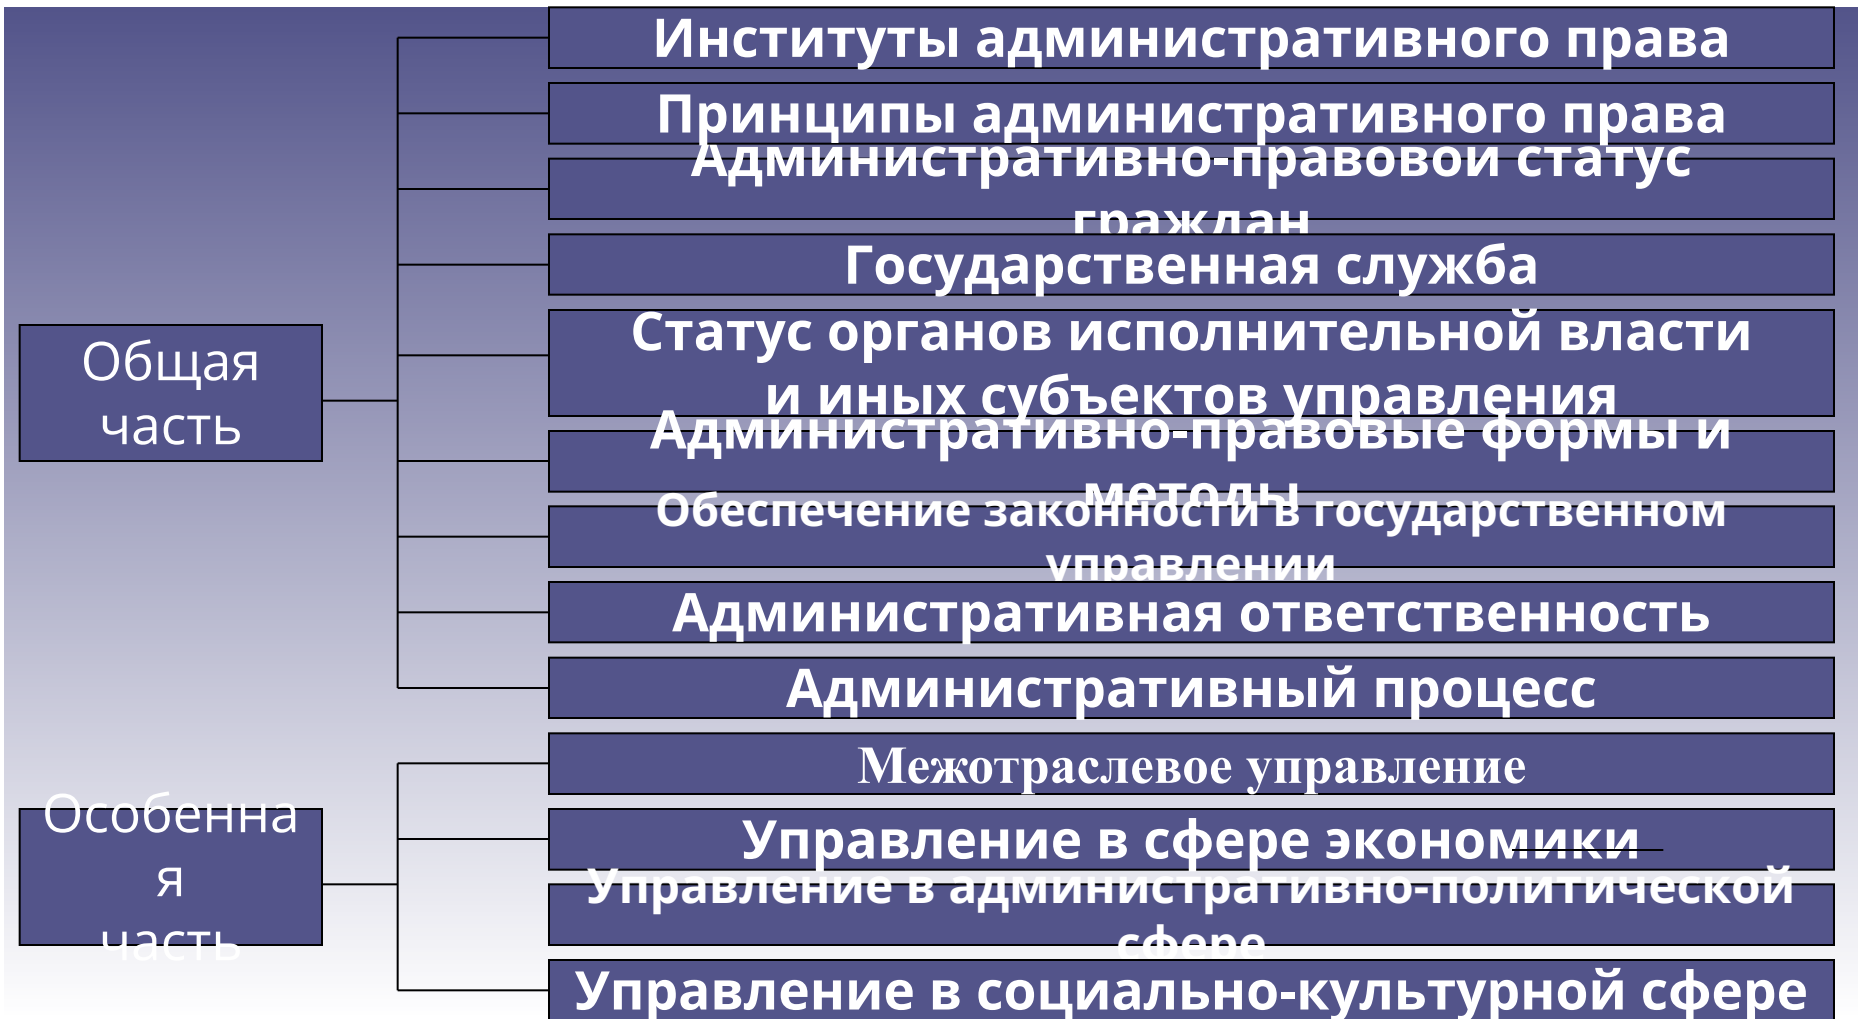 Институты административного права
Принципы административного права
Административно-правовой статус
граждан
Государственная служба
Статус органов исполнительной власти
и иных субъектов управления
Административно-правовые формы и
методы
Обеспечение законности в государственном
управлении
Административная ответственность
Административный процесс
Общая
часть
Межотраслевое управление
Управление в сфере экономики
Управление в административно-политической
сфере
Управление в социально-культурной сфере
Особенна
я
часть